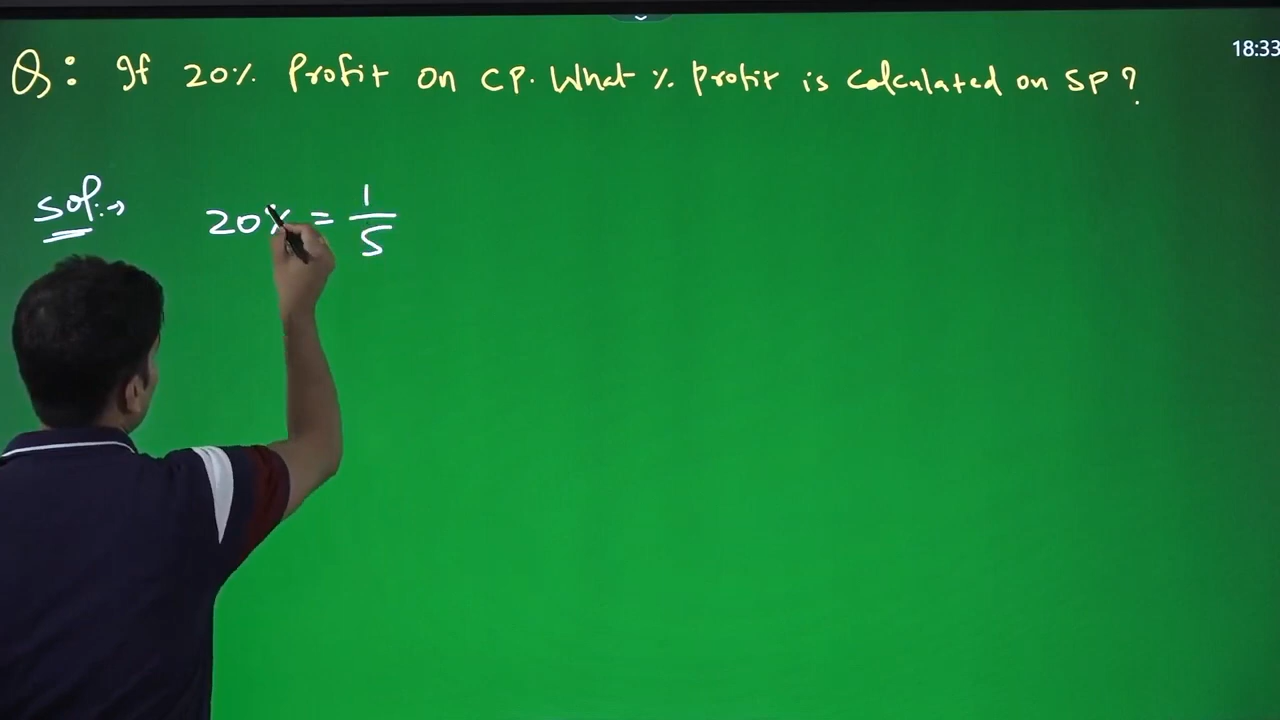 18:33
Q: If 20% Profit on CP. What % profit is calculated on SP?
Sol:→ 20% = 1/5